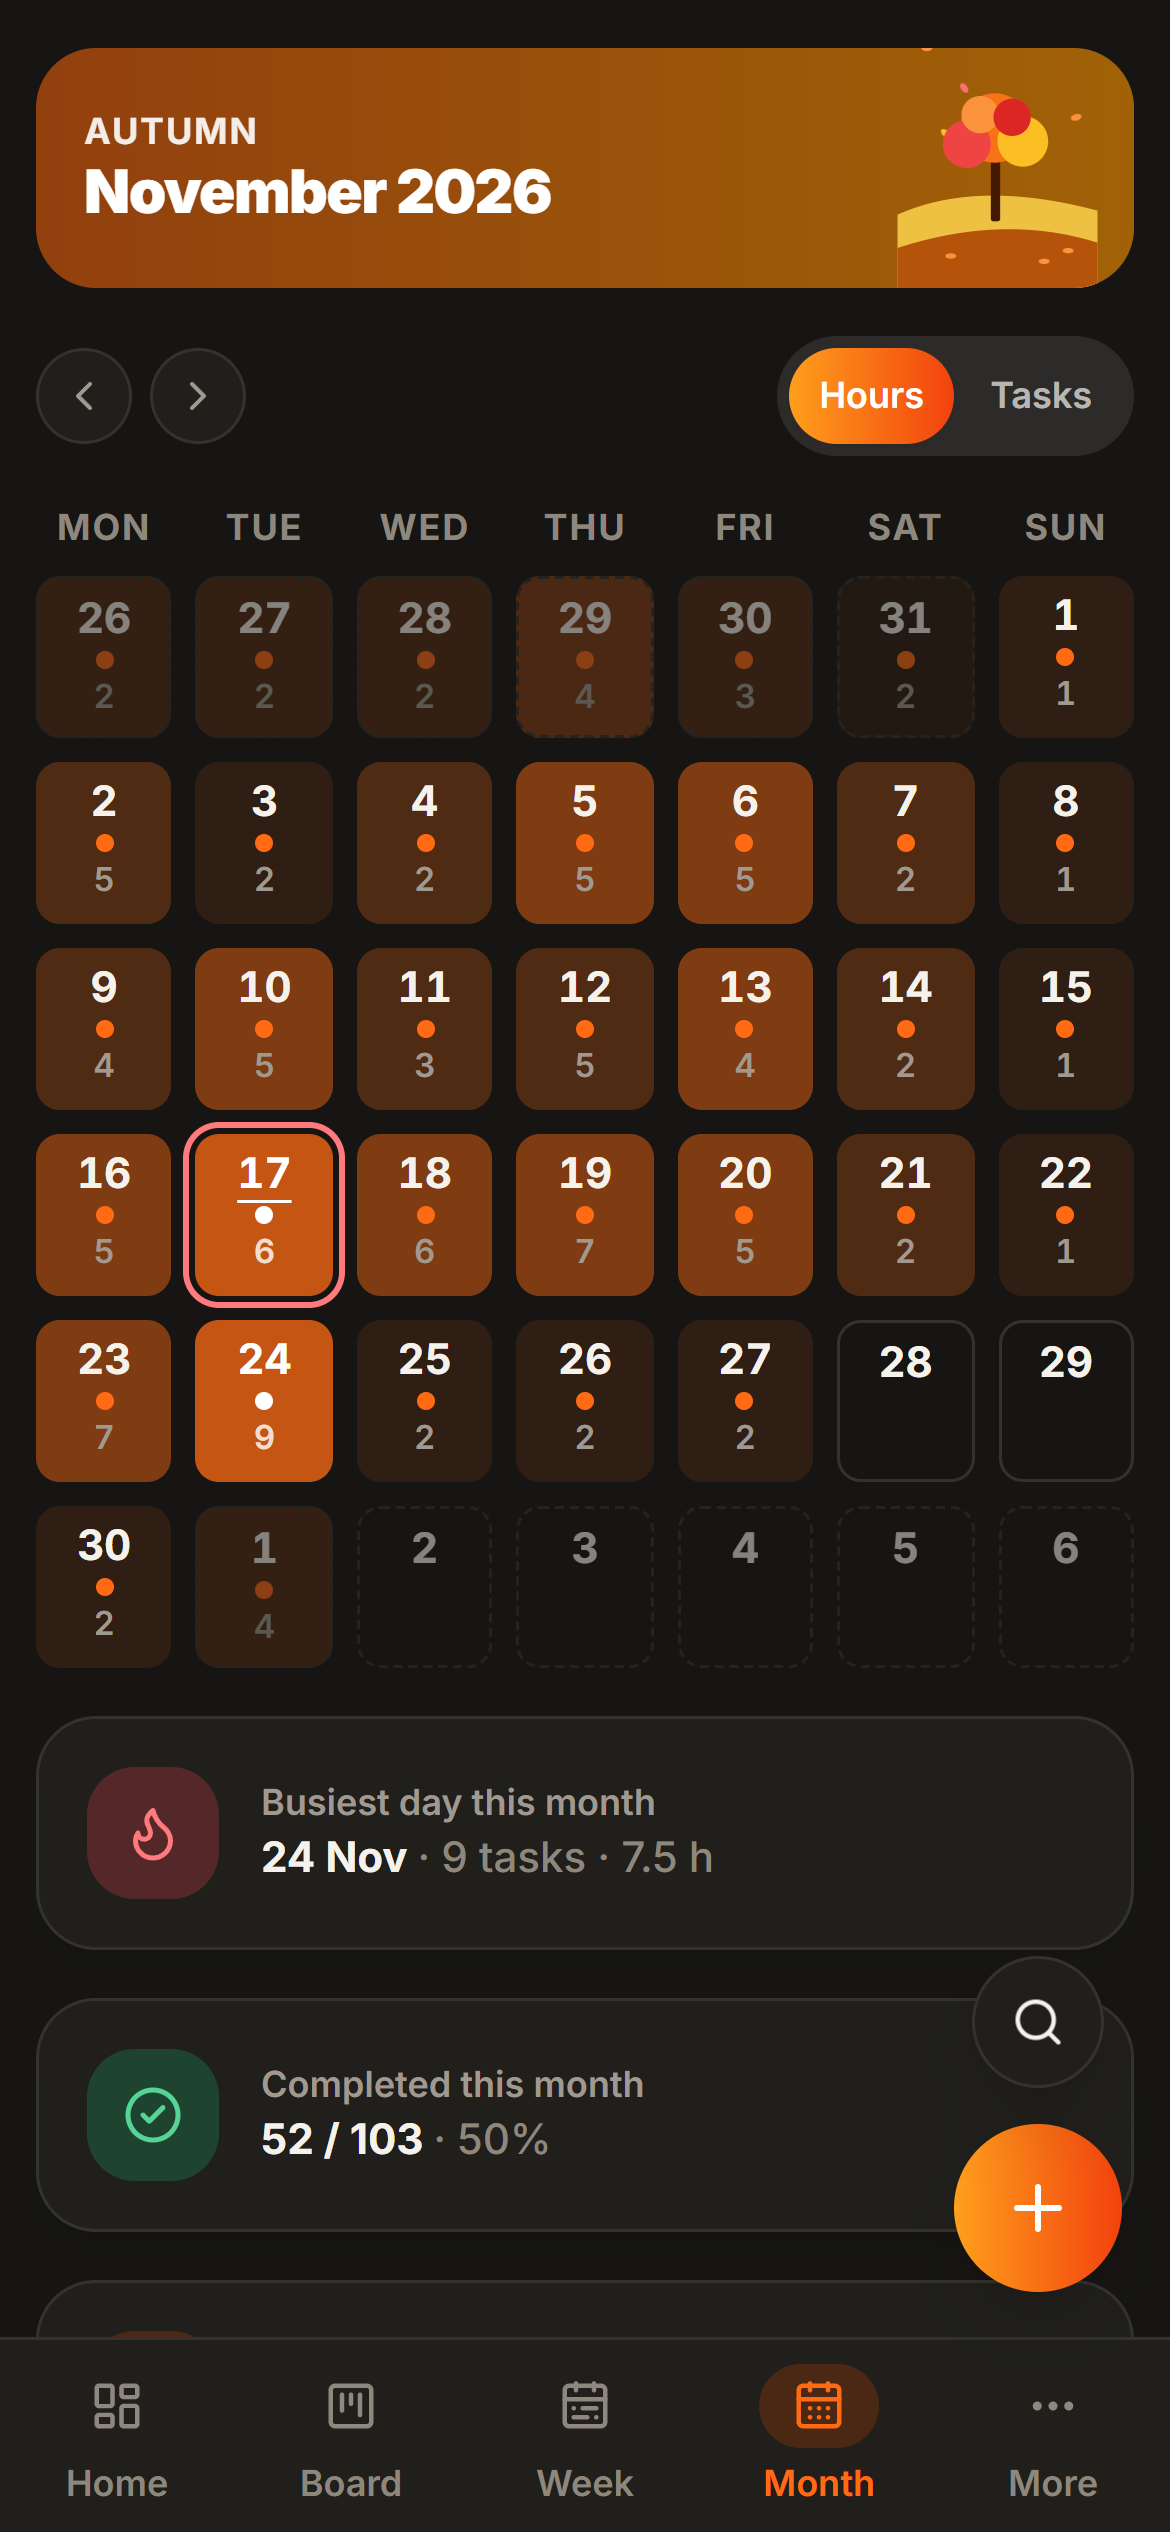 AUTUMN
November 2026
Hours Tasks
MON TUE WED THU FRI SAT SUN
26 27 28 29 30 31 1
2 2 2 4 3 2 1
2 3 4 5 6 7 8
5 2 2 5 5 2 1
9 10 11 12 13 14 15
4 5 3 5 4 2 1
16 17 18 19 20 21 22
5 6 6 7 5 2 1
23 24 25 26 27 28 29
7 9 2 2 2
30 1 2 3 4 5 6
2 4
Busiest day this month
24 Nov · 9 tasks · 7.5 h
Completed this month
52 / 103 · 50%
Home Board Week Month More